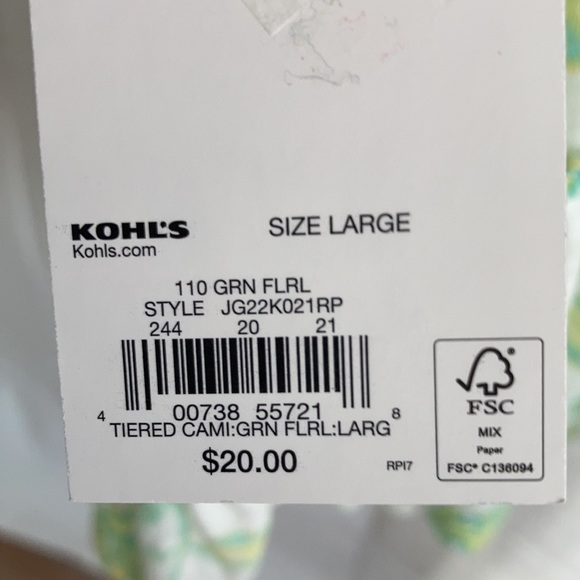 KOHL'S SIZE LARGE
Kohls.com
110 GRN FLRL
STYLE JG22K021RP
244 20 21
4 00738 55721 8
TIERED CAMI:GRN FLRL:LARG
$20.00
RPI7
FSC®
MIX
Paper
FSC® C136094